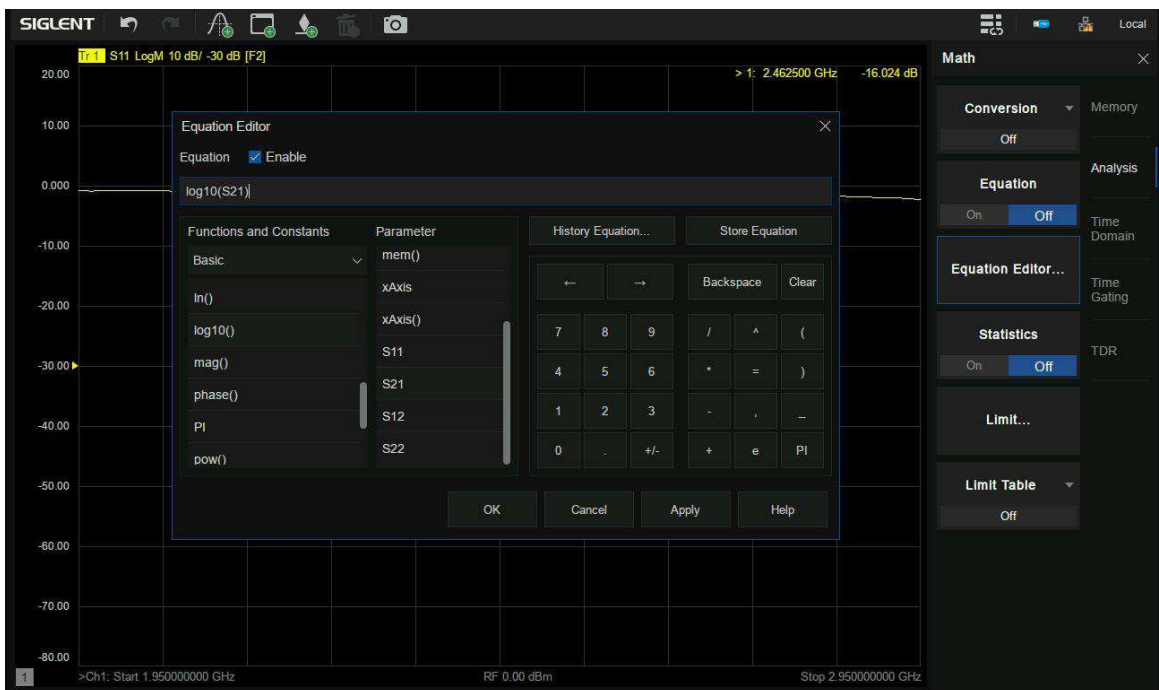 SIGLENT
Local
Tr 1 S11 LogM 10 dB/ -30 dB [F2]
> 1: 2.462500 GHz -16.024 dB
20.00
10.00
0.000
-10.00
-20.00
-30.00
-40.00
-50.00
-60.00
-70.00
-80.00
Equation Editor
Equation Enable
log10(S21)
Functions and Constants
Basic
ln()
log10()
mag()
phase()
PI
pow()
Parameter
mem()
xAxis
xAxis()
S11
S21
S12
S22
History Equation... Store Equation
← → Backspace Clear
7 8 9 / ^ (
4 5 6 * = )
1 2 3 - , _
0 . +/- + e PI
OK Cancel Apply Help
Math
Conversion
Off
Equation
On Off
Equation Editor...
Statistics
On Off
Limit...
Limit Table
Off
Memory
Analysis
Time
Domain
Time
Gating
TDR
1 >Ch1: Start 1.950000000 GHz RF 0.00 dBm Stop 2.950000000 GHz